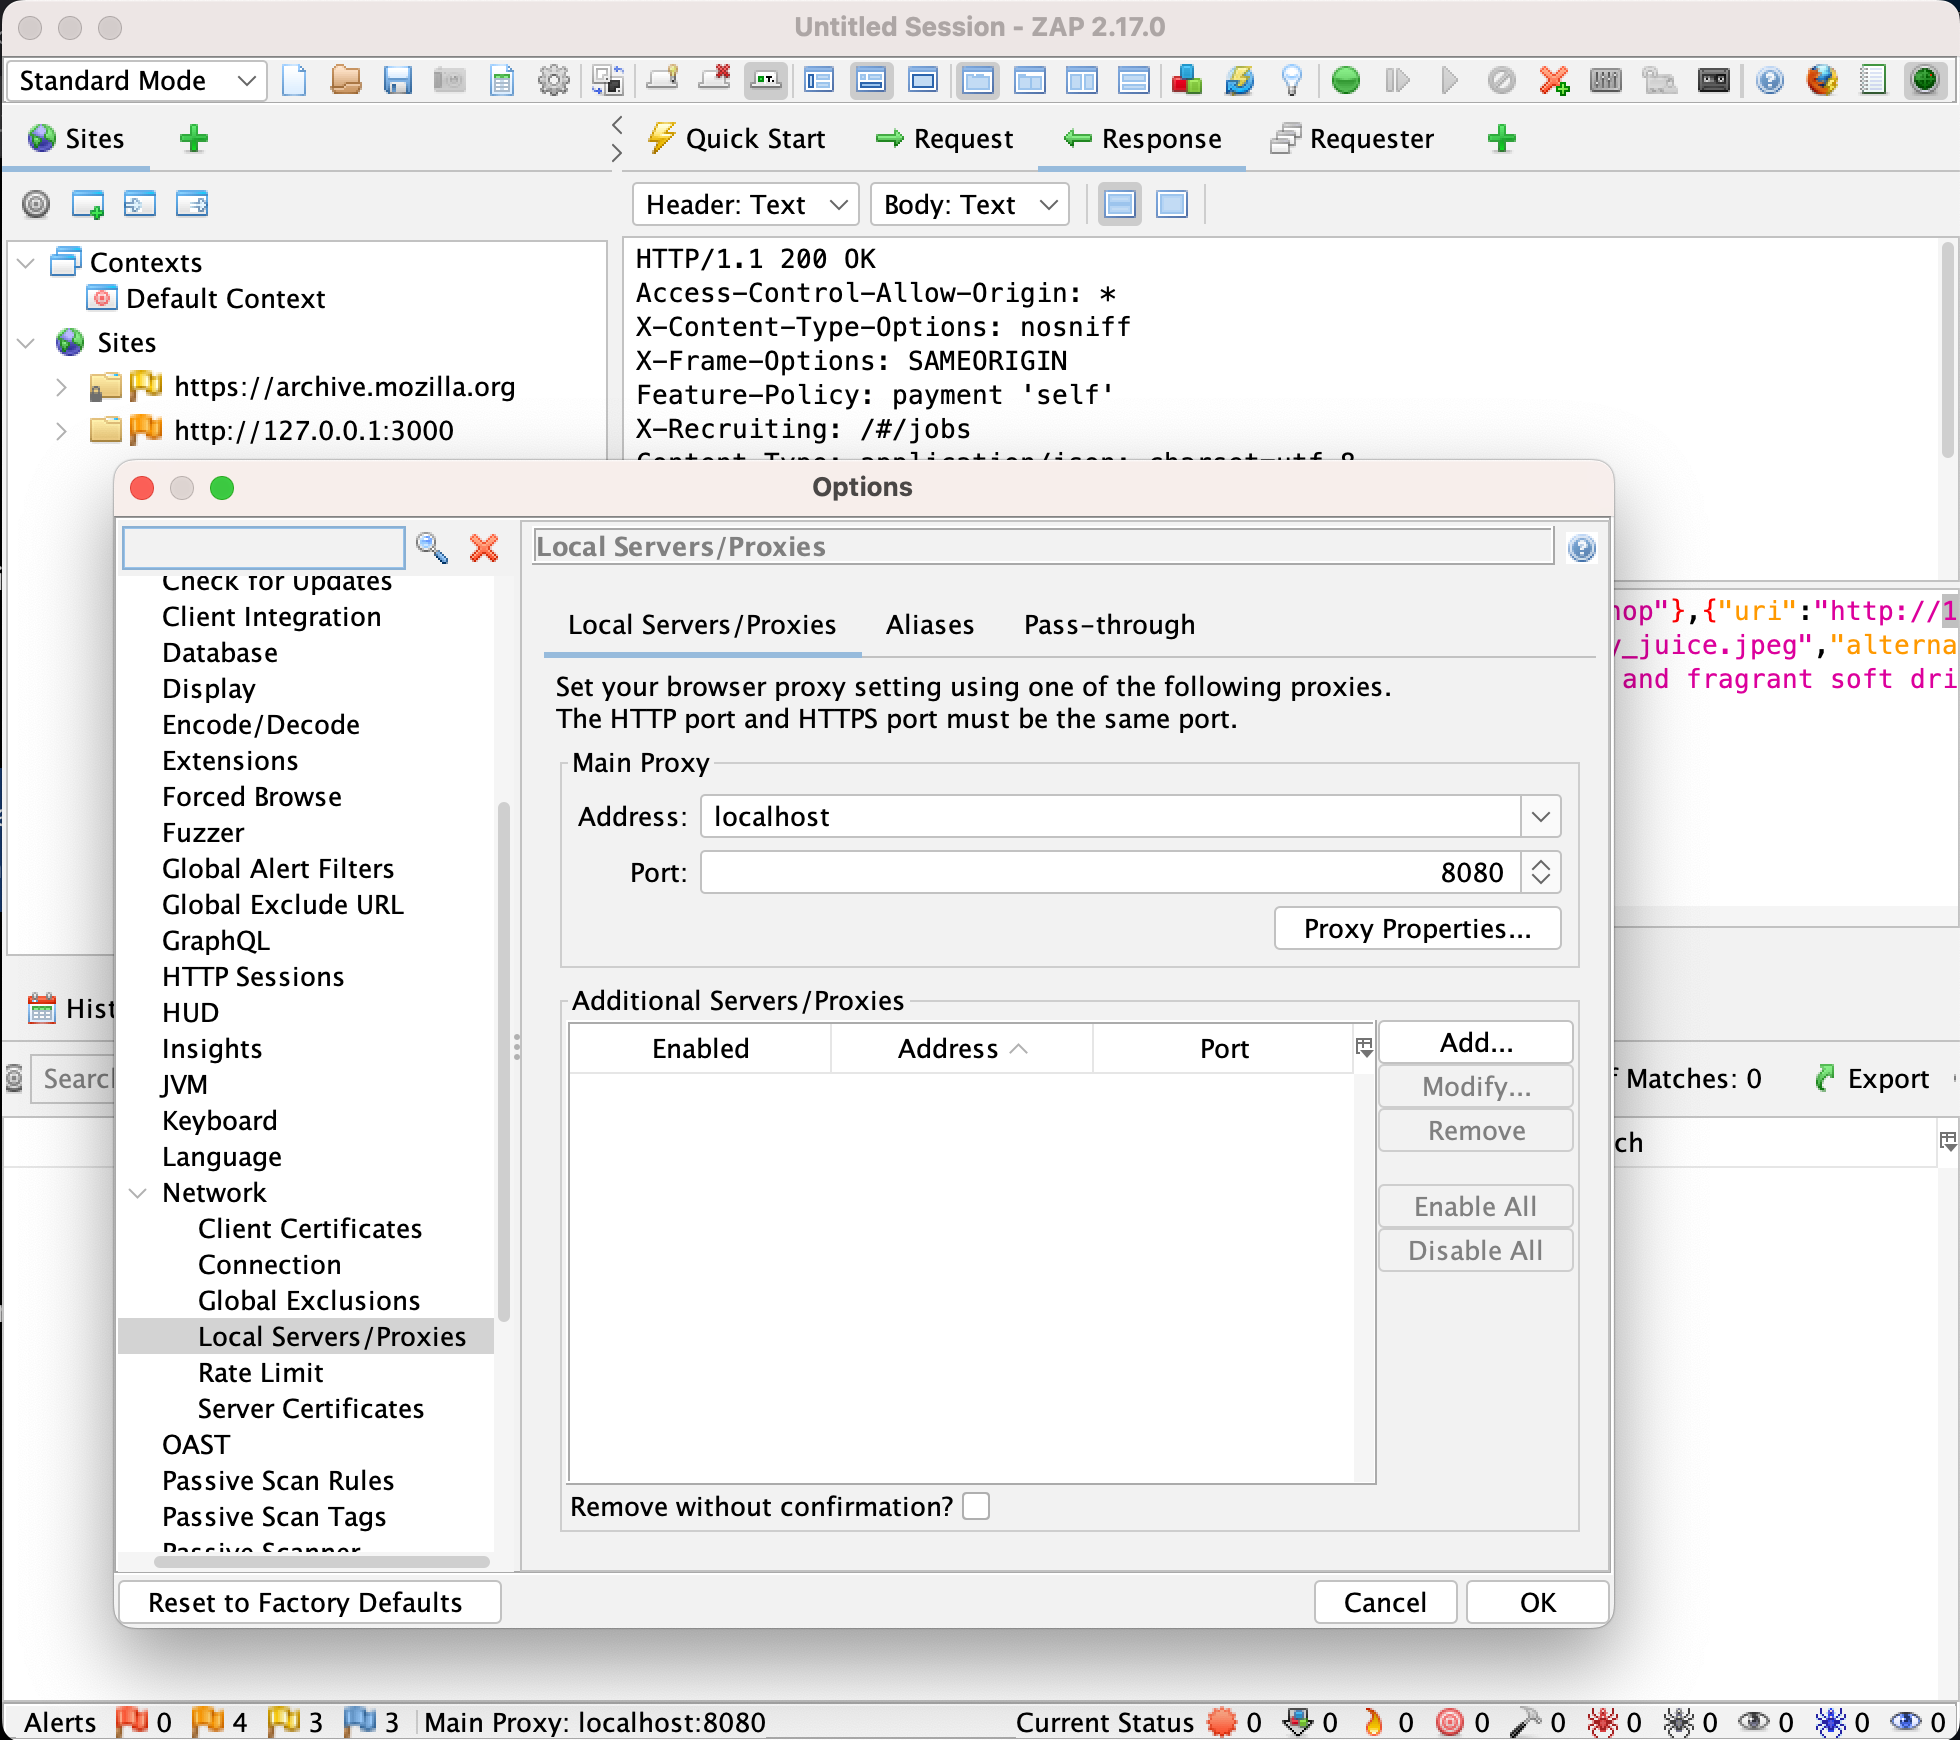 Untitled Session - ZAP 2.17.0
Standard Mode
Sites
Quick Start
Request
Response
Requester
Header: Text
Body: Text
Contexts
Default Context
Sites
https://archive.mozilla.org
http://127.0.0.1:3000
HTTP/1.1 200 OK
Access-Control-Allow-Origin: *
X-Content-Type-Options: nosniff
X-Frame-Options: SAMEORIGIN
Feature-Policy: payment 'self'
X-Recruiting: /#/jobs
Options
Local Servers/Proxies
Check for Updates
Client Integration
Database
Display
Encode/Decode
Extensions
Forced Browse
Fuzzer
Global Alert Filters
Global Exclude URL
GraphQL
HTTP Sessions
HUD
Insights
JVM
Keyboard
Language
Network
Client Certificates
Connection
Global Exclusions
Local Servers/Proxies
Rate Limit
Server Certificates
OAST
Passive Scan Rules
Passive Scan Tags
Passive Scanner
Local Servers/Proxies
Aliases
Pass-through
Set your browser proxy setting using one of the following proxies.
The HTTP port and HTTPS port must be the same port.
Main Proxy
Address: localhost
Port: 8080
Proxy Properties...
Additional Servers/Proxies
Enabled
Address
Port
Add...
Modify...
Remove
Enable All
Disable All
Remove without confirmation?
Reset to Factory Defaults
Cancel
OK
hop"},{"uri":"http://1
y_juice.jpeg","alterna
and fragrant soft dri
Hist
Searc
Matches: 0
Export
ch
Alerts 0 4 3 3 Main Proxy: localhost:8080
Current Status 0 0 0 0 0 0 0 0 0 0